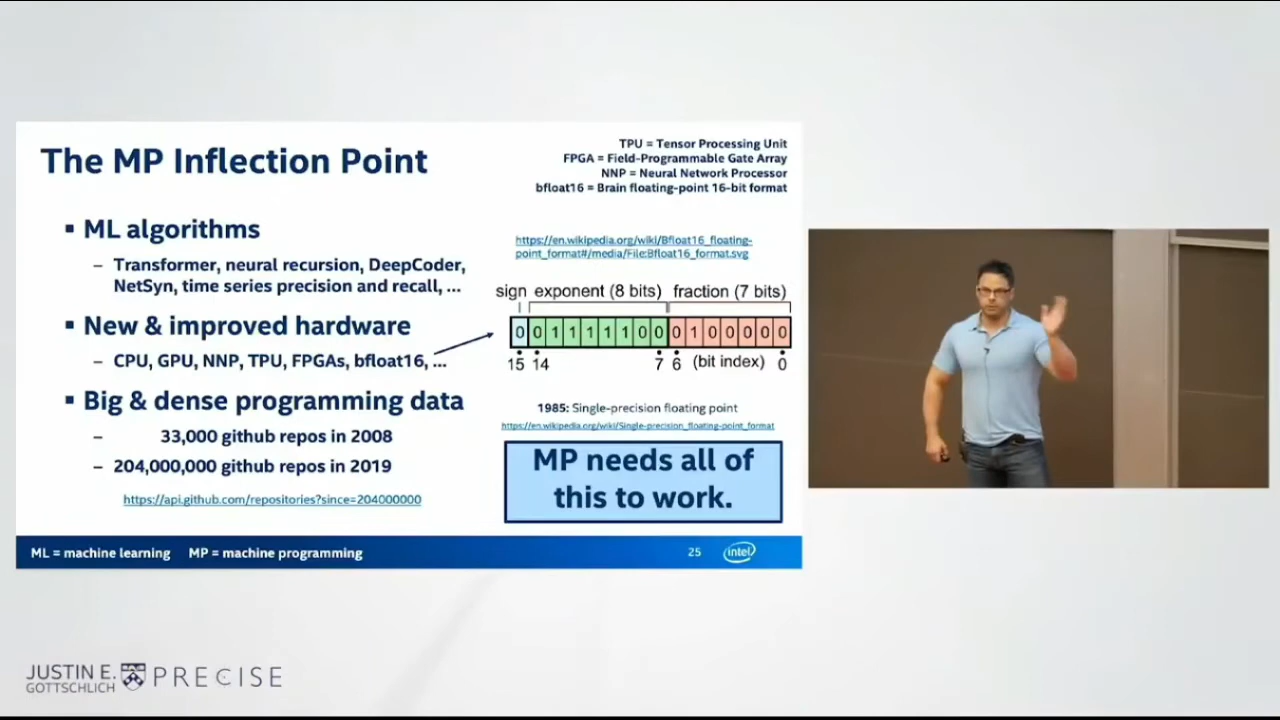 The MP Inflection Point
TPU = Tensor Processing Unit
FPGA = Field-Programmable Gate Array
NNP = Neural Network Processor
bfloat16 = Brain floating-point 16-bit format
▪ ML algorithms
– Transformer, neural recursion, DeepCoder,
NetSyn, time series precision and recall, ...
▪ New & improved hardware
– CPU, GPU, NNP, TPU, FPGAs, bfloat16, ...
▪ Big & dense programming data
– 33,000 github repos in 2008
– 204,000,000 github repos in 2019
https://api.github.com/repositories?since=204000000
https://en.wikipedia.org/wiki/Bfloat16_floating-
point_format#/media/File:Bfloat16_format.svg
sign exponent (8 bits) fraction (7 bits)
0 0 1 1 1 1 1 0 0 0 1 0 0 0 0 0
15 14 7 6 (bit index) 0
1985: Single-precision floating point
https://en.wikipedia.org/wiki/Single-precision_floating-point_format
MP needs all of
this to work.
ML = machine learning MP = machine programming 25 intel
JUSTIN E.
GOTTSCHLICH
PRECISE